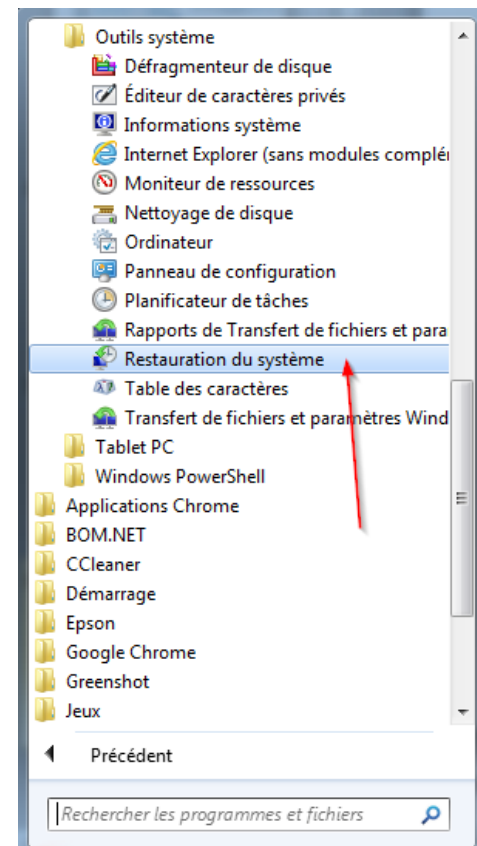 Outils système
Défragmenteur de disque
Éditeur de caractères privés
Informations système
Internet Explorer (sans modules complé
Moniteur de ressources
Nettoyage de disque
Ordinateur
Panneau de configuration
Planificateur de tâches
Rapports de Transfert de fichiers et para
Restauration du système
Table des caractères
Transfert de fichiers et paramètres Wind
Tablet PC
Windows PowerShell
Applications Chrome
BOM.NET
CCleaner
Démarrage
Epson
Google Chrome
Greenshot
Jeux
Précédent
Rechercher les programmes et fichiers